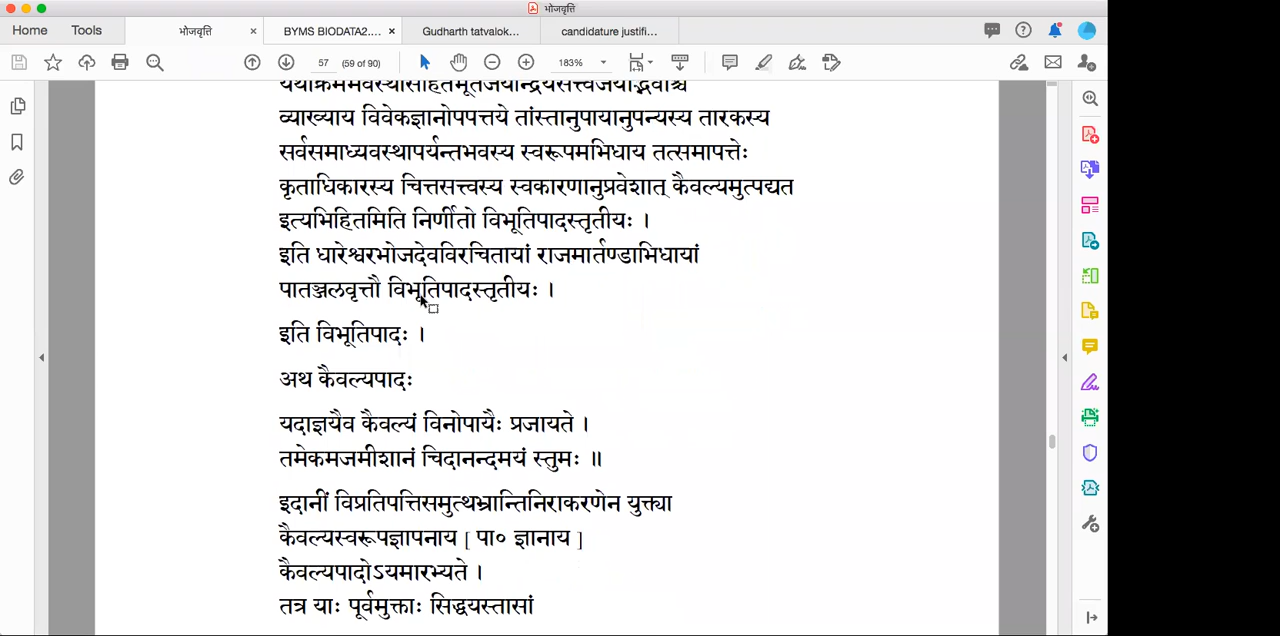 भोजवृत्ति
Home Tools भोजवृत्ति × BYMS BIODATA2.... × Gudharth tatvalok... candidature justifi...
57 (59 of 90) 183%
व्याख्याय विवेकज्ञानोपपत्तये तांस्तानुपायानुपन्यस्य तारकस्य
सर्वसमाध्यवस्थापर्यन्तभवस्य स्वरूपमभिधाय तत्समापत्तेः
कृताधिकारस्य चित्तसत्त्वस्य स्वकारणानुप्रवेशात् कैवल्यमुत्पद्यत
इत्यभिहितमिति निर्णीतो विभूतिपादस्तृतीयः ।
इति धारेश्वरभोजदेवविरचितायां राजमार्तण्डाभिधायां
पातञ्जलवृत्तौ विभूतिपादस्तृतीयः ।
इति विभूतिपादः ।
अथ कैवल्यपादः
यदाज्ञयैव कैवल्यं विनोपायैः प्रजायते ।
तमेकमजमीशानं चिदानन्दमयं स्तुमः ॥
इदानीं विप्रतिपत्तिसमुत्थभ्रान्तिनिराकरणेन युक्त्या
कैवल्यस्वरूपज्ञापनाय [ पा० ज्ञानाय ]
कैवल्यपादोऽयमारभ्यते ।
तत्र याः पूर्वमुक्ताः सिद्धयस्तासां